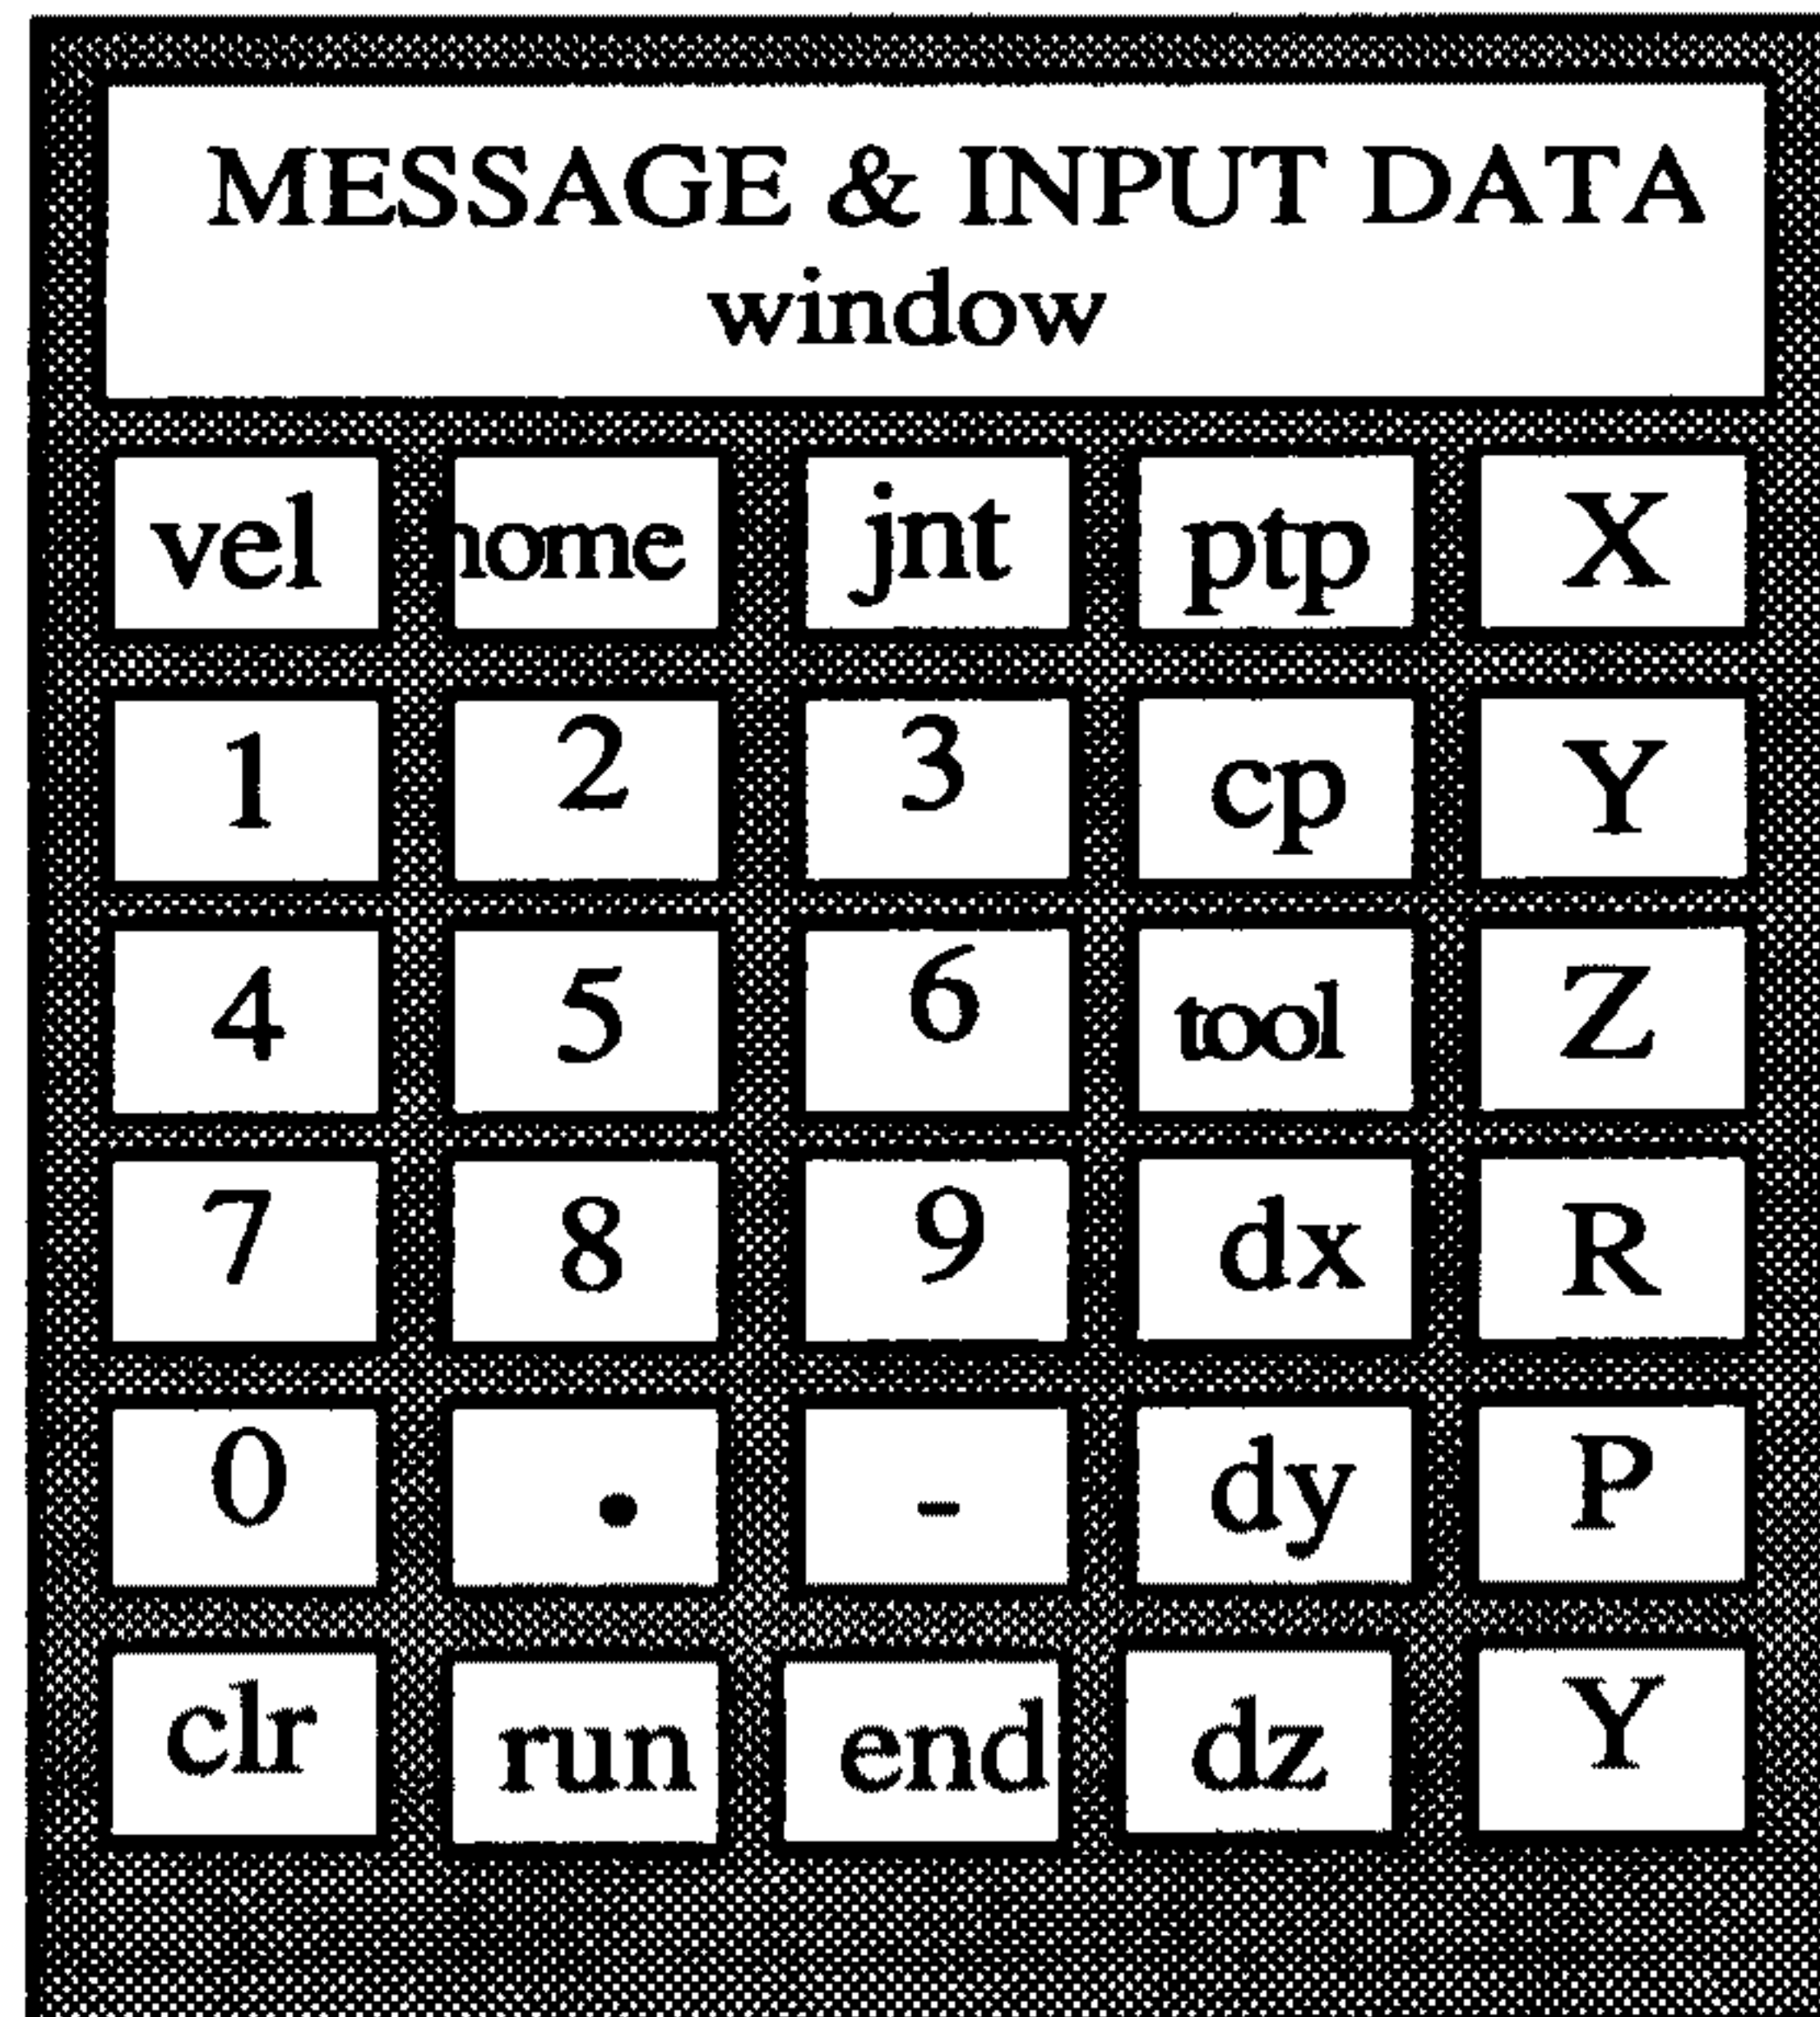 MESSAGE & INPUT DATA
window
vel home jnt ptp X
1 2 3 cp Y
4 5 6 tool Z
7 8 9 dx R
0 . - dy P
clr run end dz Y